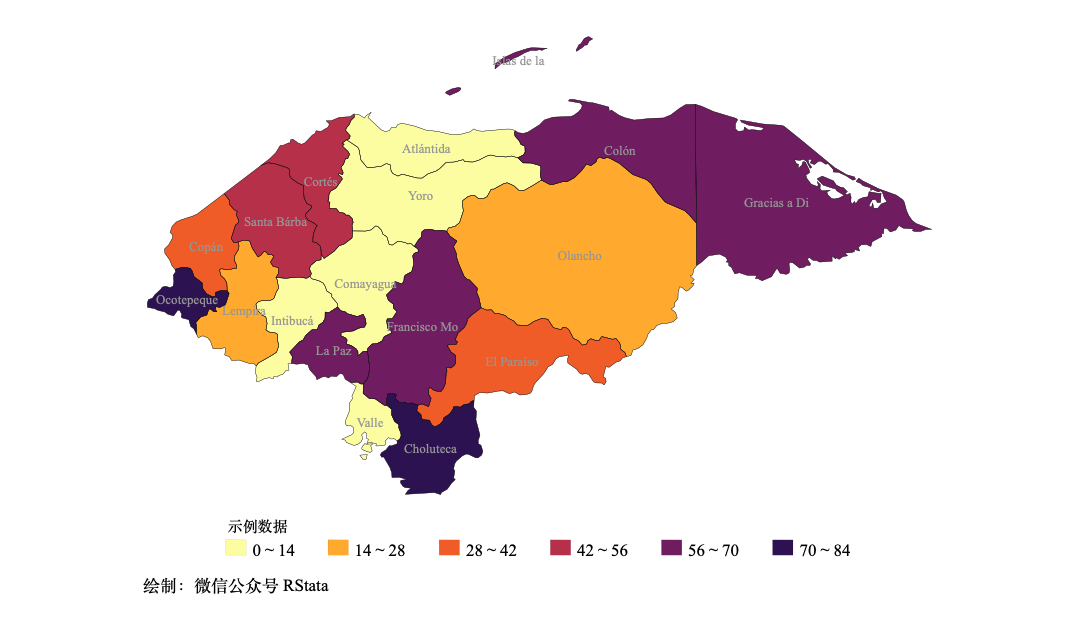 Islas de la
Atlántida
Colón
Cortés
Yoro
Gracias a Di
Santa Bárba
Copán
Olancho
Comayagua
Ocotepeque
Lempira
Intibucá
Francisco Mo
La Paz
El Paraíso
Valle
Choluteca
示例数据
0 ~ 14
14 ~ 28
28 ~ 42
42 ~ 56
56 ~ 70
70 ~ 84
绘制：微信公众号 RStata